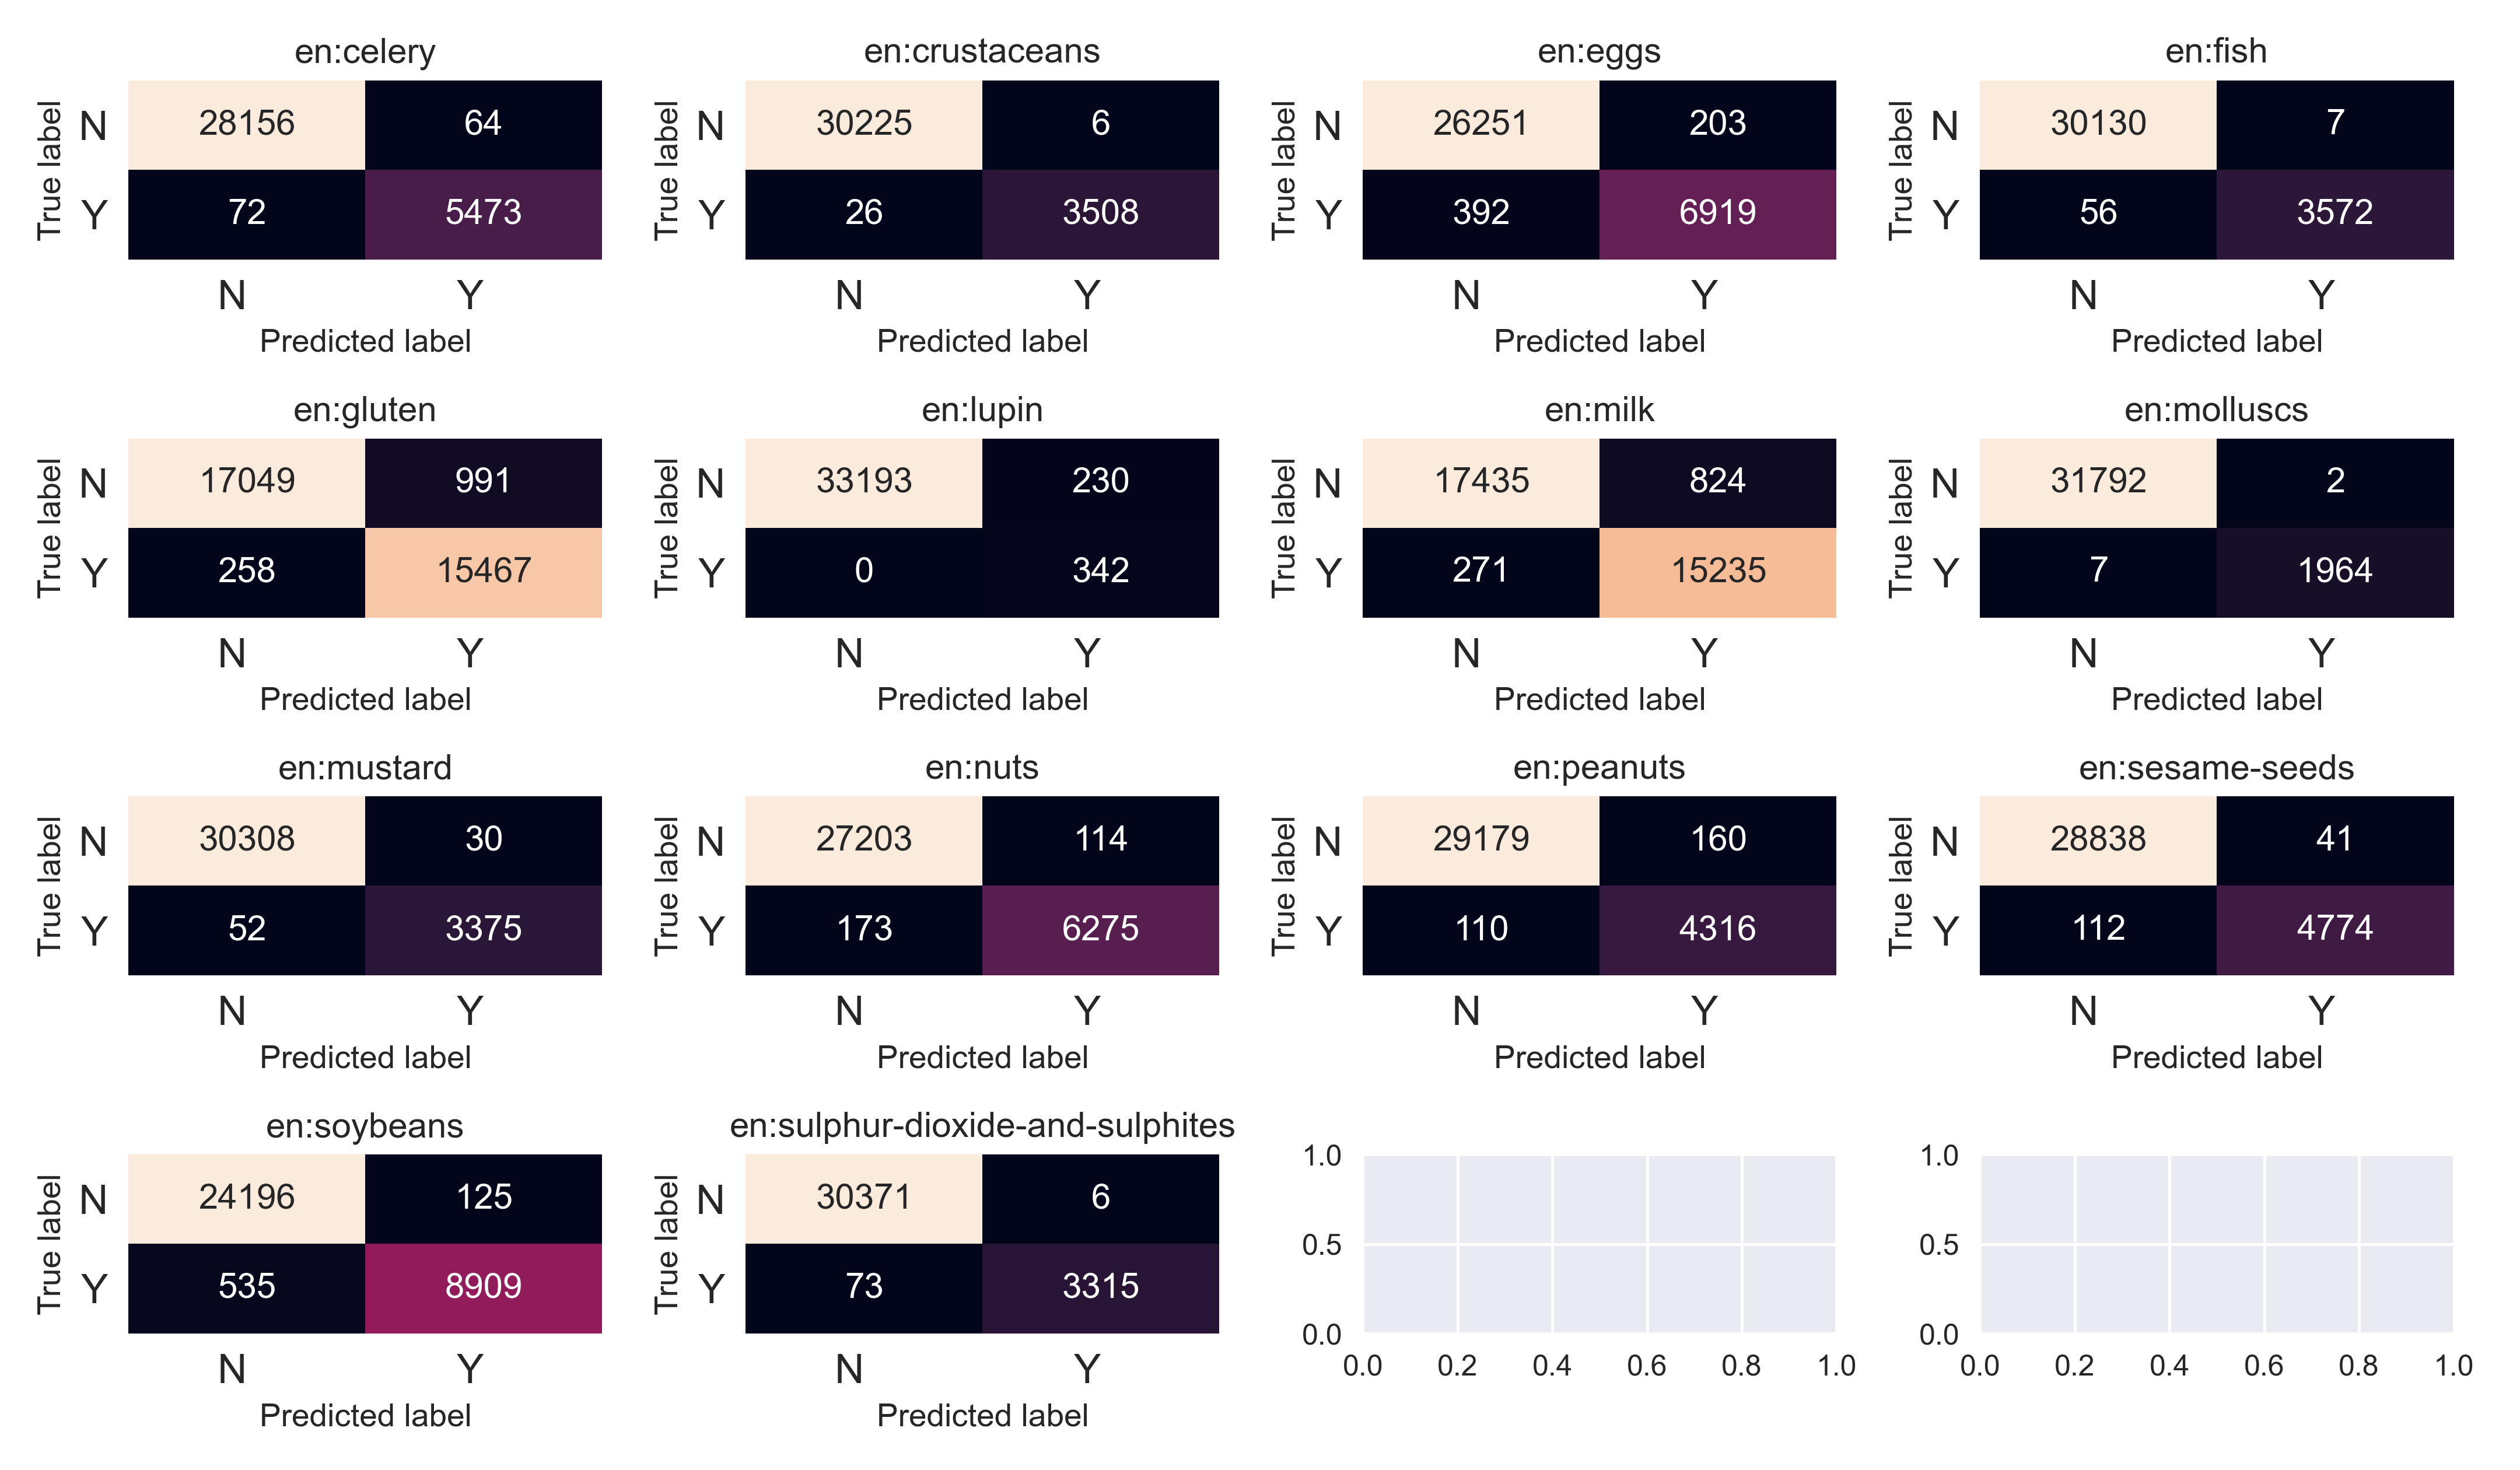 en:celery
True label
N 28156 64
Y 72 5473
N Y
Predicted label
en:crustaceans
True label
N 30225 6
Y 26 3508
N Y
Predicted label
en:eggs
True label
N 26251 203
Y 392 6919
N Y
Predicted label
en:fish
True label
N 30130 7
Y 56 3572
N Y
Predicted label
en:gluten
True label
N 17049 991
Y 258 15467
N Y
Predicted label
en:lupin
True label
N 33193 230
Y 0 342
N Y
Predicted label
en:milk
True label
N 17435 824
Y 271 15235
N Y
Predicted label
en:molluscs
True label
N 31792 2
Y 7 1964
N Y
Predicted label
en:mustard
True label
N 30308 30
Y 52 3375
N Y
Predicted label
en:nuts
True label
N 27203 114
Y 173 6275
N Y
Predicted label
en:peanuts
True label
N 29179 160
Y 110 4316
N Y
Predicted label
en:sesame-seeds
True label
N 28838 41
Y 112 4774
N Y
Predicted label
en:soybeans
True label
N 24196 125
Y 535 8909
N Y
Predicted label
en:sulphur-dioxide-and-sulphites
True label
N 30371 6
Y 73 3315
N Y
Predicted label
1.0
0.5
0.0
0.0 0.2 0.4 0.6 0.8 1.0
1.0
0.5
0.0
0.0 0.2 0.4 0.6 0.8 1.0